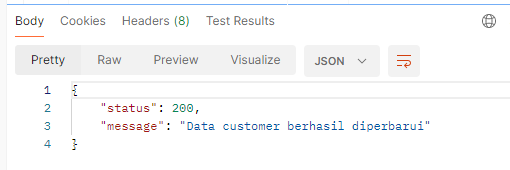 Body Cookies Headers (8) Test Results
Pretty Raw Preview Visualize JSON
1 {
2 "status": 200,
3 "message": "Data customer berhasil diperbarui"
4 }